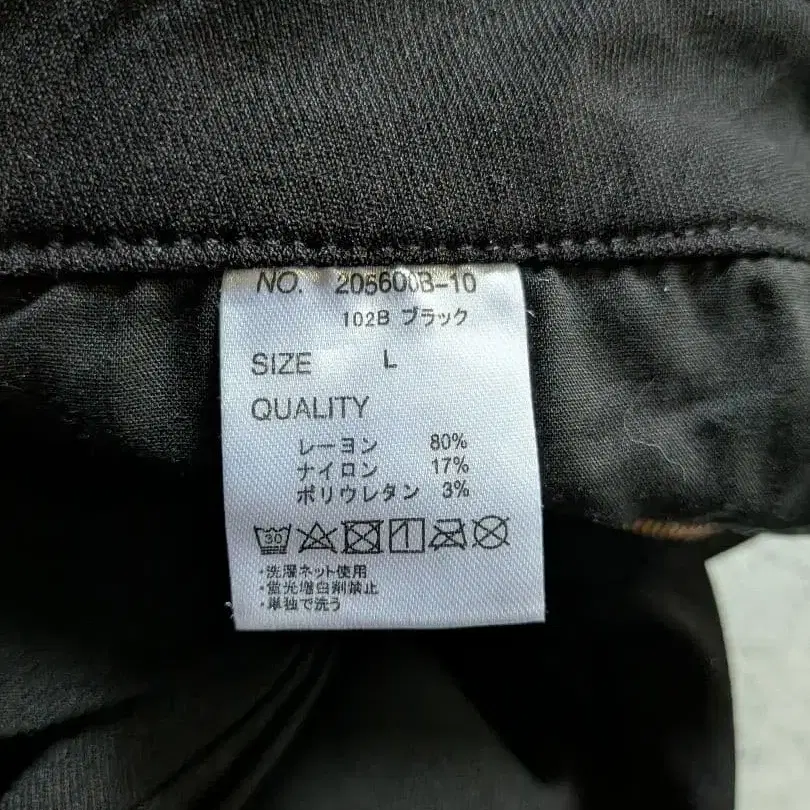 NO. 205600B-10
102B ブラック
SIZE L
QUALITY
レーヨン 80%
ナイロン 17%
ポリウレタン 3%
30
・洗濯ネット使用
・蛍光増白剤禁止
・単独で洗う